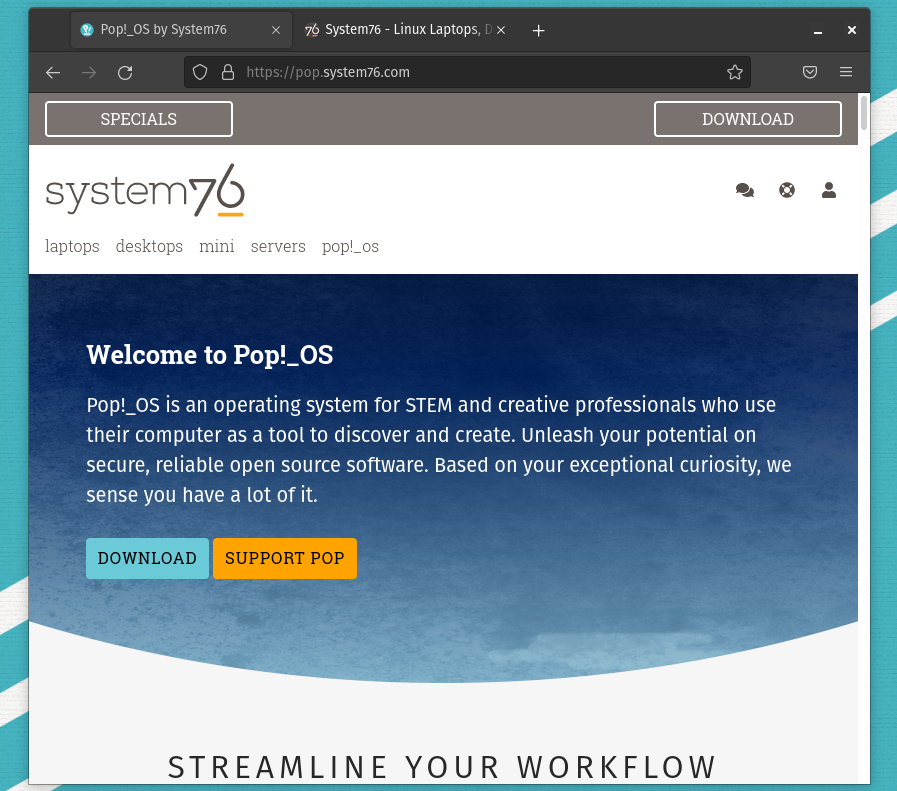 Pop!_OS by System76
76 System76 - Linux Laptops, D
https://pop.system76.com
SPECIALS
DOWNLOAD
system76
laptops desktops mini servers pop!_os
Welcome to Pop!_OS
Pop!_OS is an operating system for STEM and creative professionals who use
their computer as a tool to discover and create. Unleash your potential on
secure, reliable open source software. Based on your exceptional curiosity, we
sense you have a lot of it.
DOWNLOAD SUPPORT POP
STREAMLINE YOUR WORKFLOW